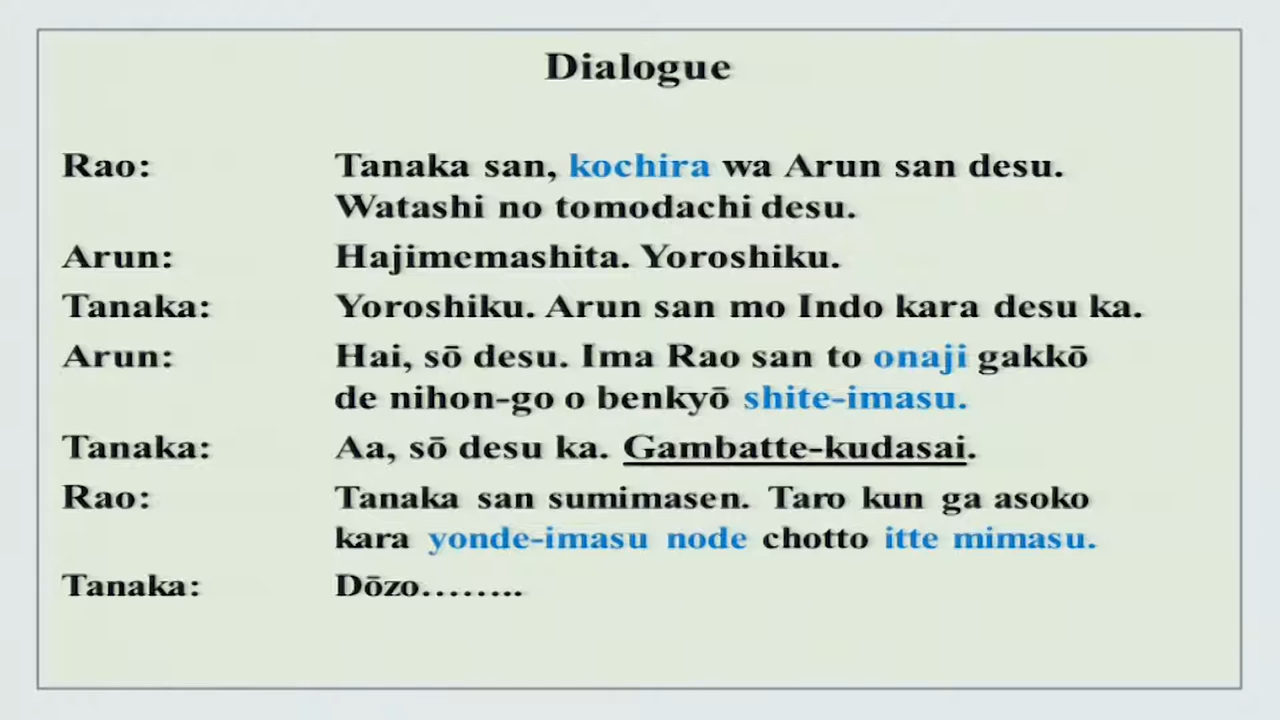 Dialogue
Rao: Tanaka san, kochira wa Arun san desu.
Watashi no tomodachi desu.
Arun: Hajimemashita. Yoroshiku.
Tanaka: Yoroshiku. Arun san mo Indo kara desu ka.
Arun: Hai, sō desu. Ima Rao san to onaji gakkō
de nihon-go o benkyō shite-imasu.
Tanaka: Aa, sō desu ka. Gambatte-kudasai.
Rao: Tanaka san sumimasen. Taro kun ga asoko
kara yonde-imasu node chotto itte mimasu.
Tanaka: Dōzo……..